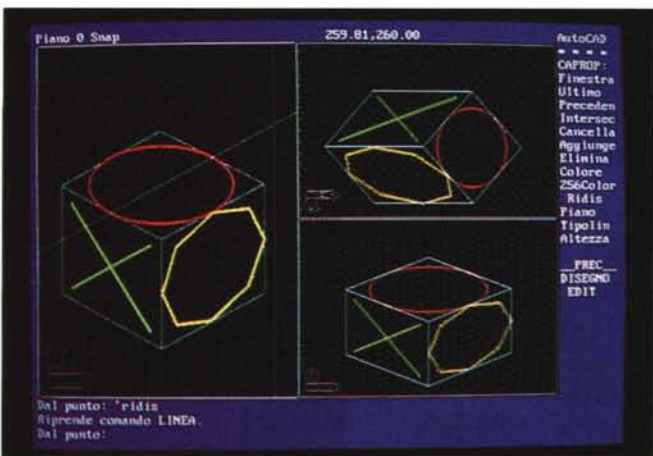 Piano 0 Snap
259.81,260.00
AutoCAD
* * * *
CAPROP:
Finestra
Ultimo
Preceden
Intersec
Cancella
Aggiunge
Elimina
Colore
256Color
Ridis
Piano
Tipolin
Altezza
__PREC__
DISEGNO
EDIT
Dal punto: 'ridis
Riprende comando LINEA.
Dal punto: